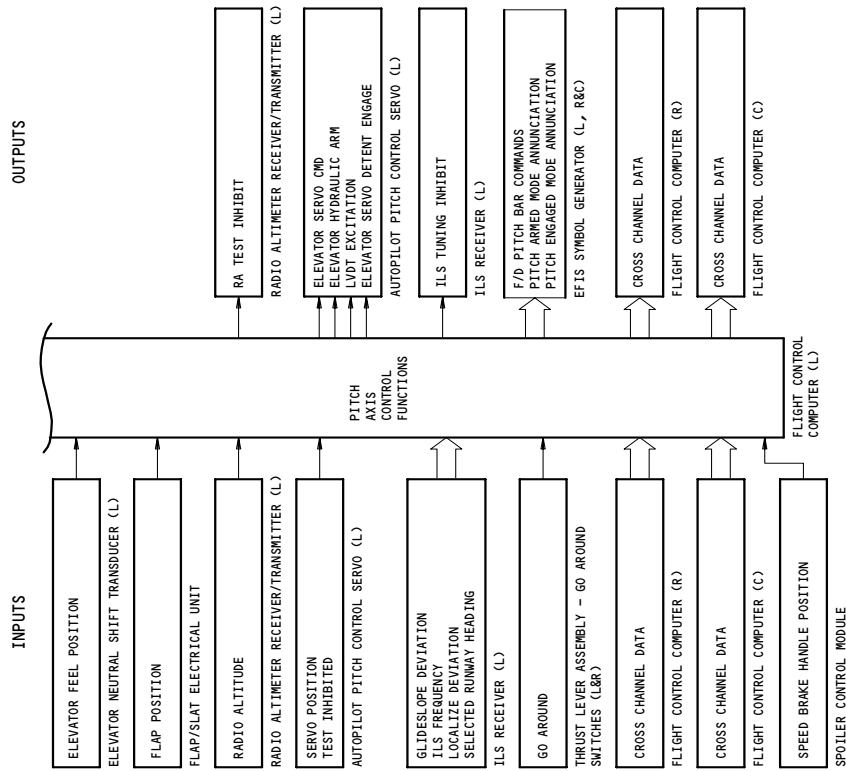 INPUTS
ELEVATOR FEEL POSITION
ELEVATOR NEUTRAL SHIFT TRANSDUCER (L)
FLAP POSITION
FLAP/SLAT ELECTRICAL UNIT
RADIO ALTITUDE
RADIO ALTIMETER RECEIVER/TRANSMITTER (L)
SERVO POSITION
TEST INHIBITED
AUTOPILOT PITCH CONTROL SERVO (L)
GLIDESLOPE DEVIATION
ILS FREQUENCY
LOCALIZE DEVIATION
SELECTED RUNWAY HEADING
ILS RECEIVER (L)
GO AROUND
THRUST LEVER ASSEMBLY - GO AROUND
SWITCHES (L&R)
CROSS CHANNEL DATA
FLIGHT CONTROL COMPUTER (R)
CROSS CHANNEL DATA
FLIGHT CONTROL COMPUTER (C)
SPEED BRAKE HANDLE POSITION
SPOILER CONTROL MODULE
PITCH
AXIS
CONTROL
FUNCTIONS
FLIGHT CONTROL
COMPUTER (L)
OUTPUTS
RA TEST INHIBIT
RADIO ALTIMETER RECEIVER/TRANSMITTER (L)
ELEVATOR SERVO CMD
ELEVATOR HYDRAULIC ARM
LVDT EXCITATION
ELEVATOR SERVO DETENT ENGAGE
AUTOPILOT PITCH CONTROL SERVO (L)
ILS TUNING INHIBIT
ILS RECEIVER (L)
F/D PITCH BAR COMMANDS
PITCH ARMED MODE ANNUNCIATION
PITCH ENGAGED MODE ANNUNCIATION
EFIS SYMBOL GENERATOR (L, R&C)
CROSS CHANNEL DATA
FLIGHT CONTROL COMPUTER (R)
CROSS CHANNEL DATA
FLIGHT CONTROL COMPUTER (C)